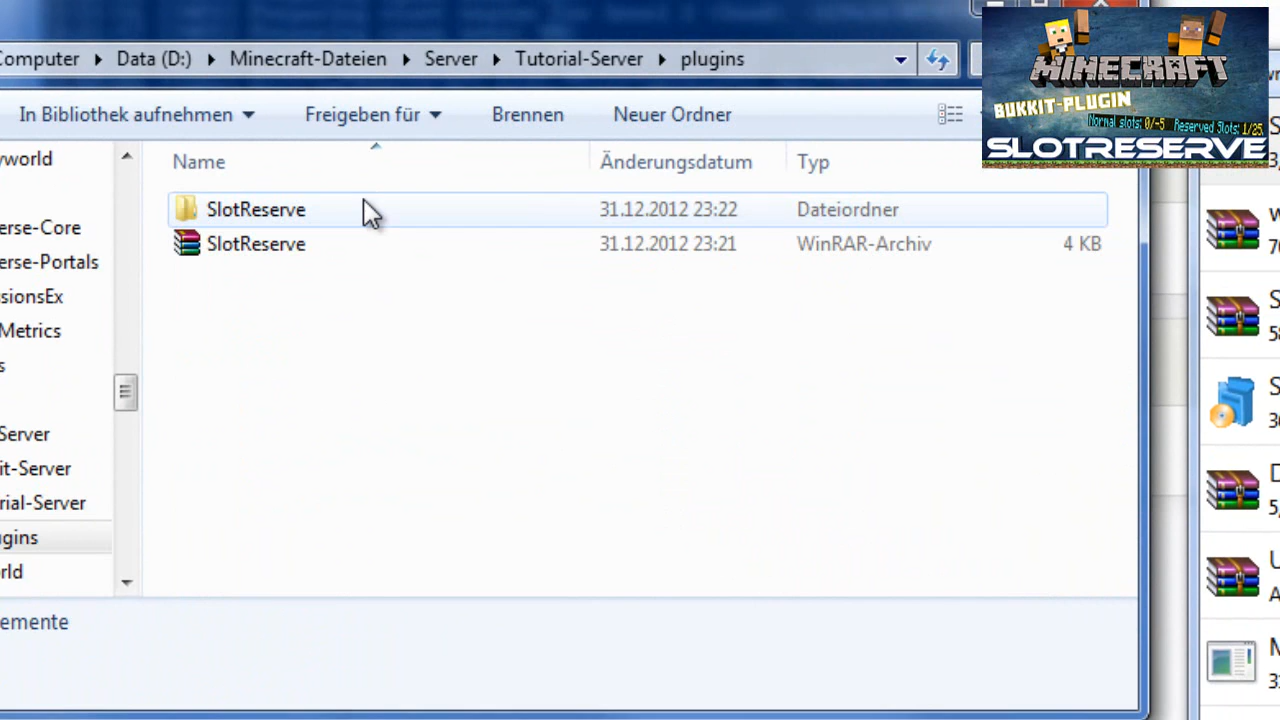 Computer ▸ Data (D:) ▸ Minecraft-Dateien ▸ Server ▸ Tutorial-Server ▸ plugins
In Bibliothek aufnehmen Freigeben für Brennen Neuer Ordner
MINECRAFT
BUKKIT-PLUGIN
Normal slots: 0/-5 Reserved Slots: 1/25
SLOTRESERVE
Name Änderungsdatum Typ
SlotReserve 31.12.2012 23:22 Dateiordner
SlotReserve 31.12.2012 23:21 WinRAR-Archiv 4 KB
yworld
erse-Core
erse-Portals
sionsEx
Metrics
s
Server
it-Server
rial-Server
ugins
rld
emente